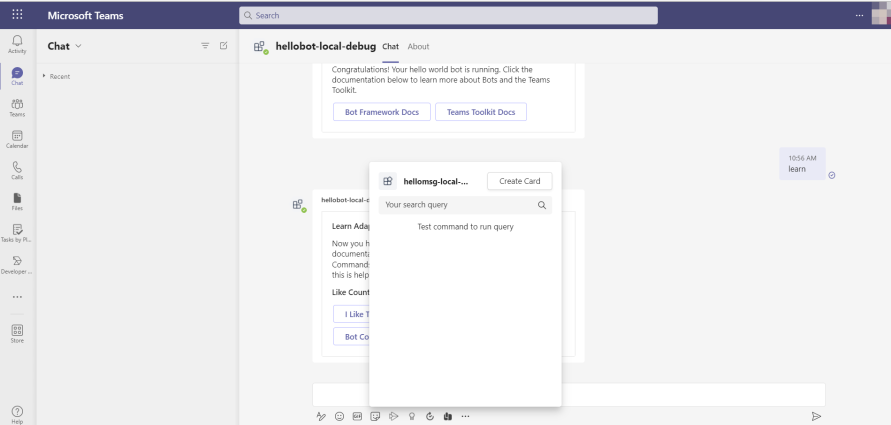 Microsoft Teams
Search
Activity
Chat
Teams
Calendar
Calls
Files
Tasks by Pl...
Developer ...
Store
Help
Chat
Recent
hellobot-local-debug Chat About
Congratulations! Your hello world bot is running. Click the
documentation below to learn more about Bots and the Teams
Toolkit.
Bot Framework Docs Teams Toolkit Docs
10:56 AM
learn
hellobot-local-d
Learn Adap
Now you h
documenta
Command
this is help
Like Count
I Like T
Bot Co
hellomsg-local-... Create Card
Your search query
Test command to run query
GIF